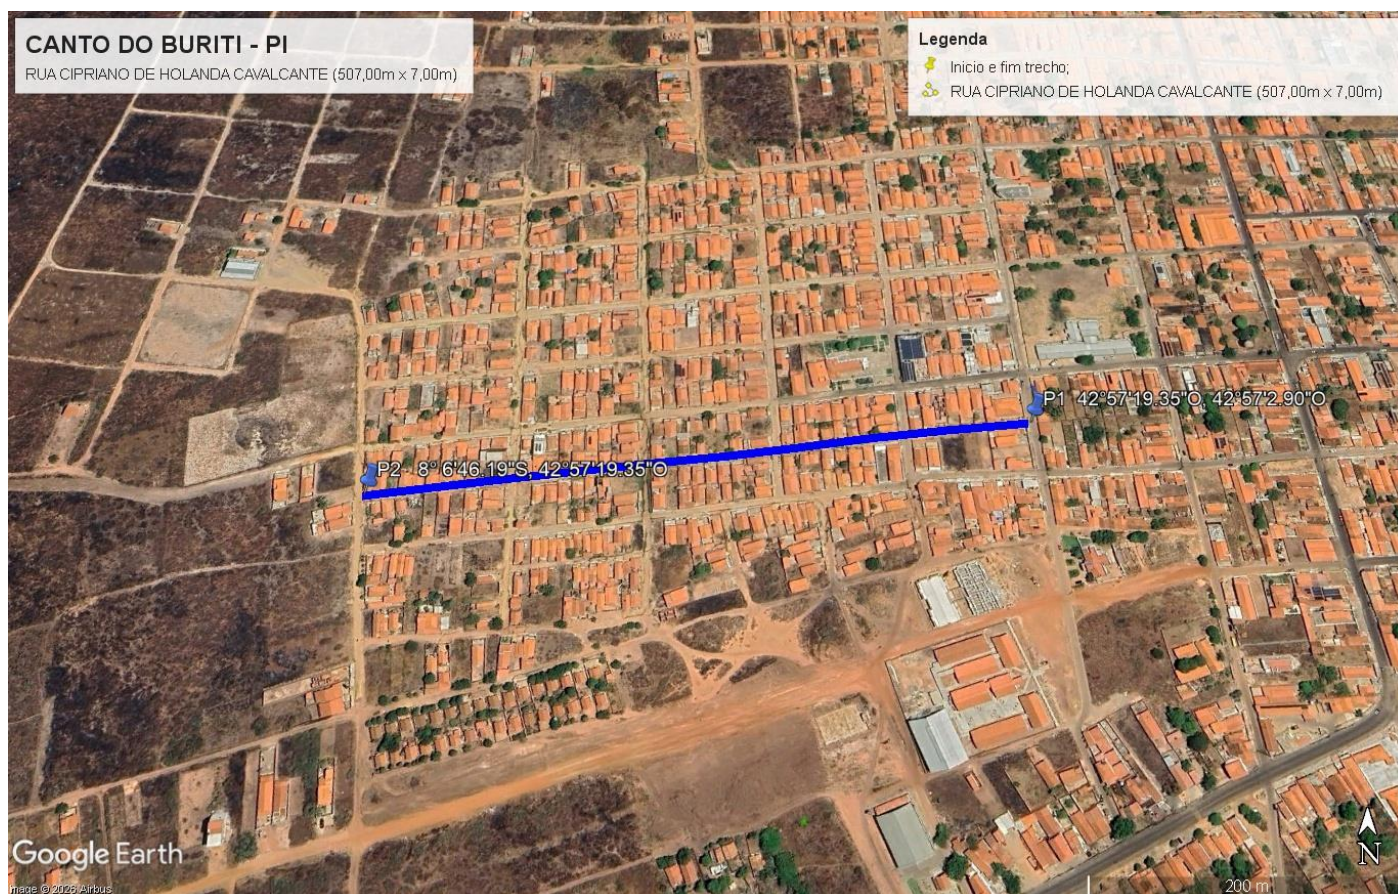 CANTO DO BURITI - PI
RUA CIPRIANO DE HOLANDA CAVALCANTE (507,00m x 7,00m)
Legenda
Inicio e fim trecho;
RUA CIPRIANO DE HOLANDA CAVALCANTE (507,00m x 7,00m)
P1 42°57'19.35"O, 42°57'2.90"O
P2 - 8° 6'46.19"S, 42°57'19.35"O
Google Earth
Image © 2025 Airbus
200 m
N